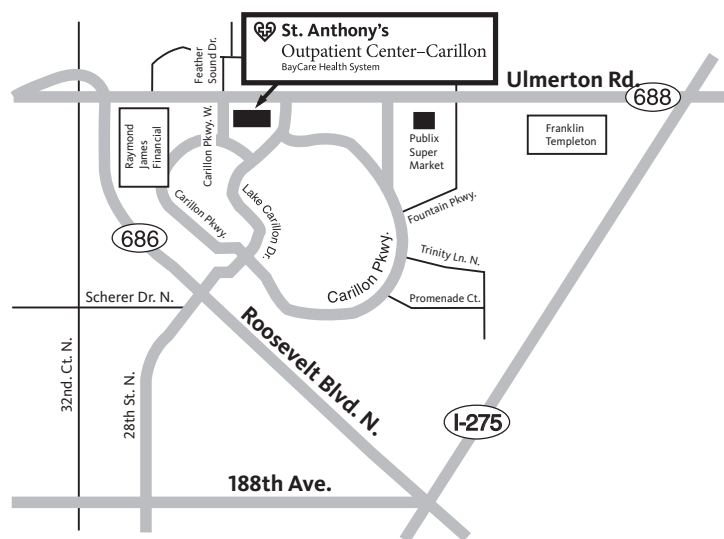 St. Anthony's
Outpatient Center–Carillon
BayCare Health System
Feather
Sound Dr.
Ulmerton Rd.
688
Raymond
James
Financial
Carillon Pkwy. W.
Publix
Super
Market
Franklin
Templeton
Carillon Pkwy.
Lake Carillon Dr.
Fountain Pkwy.
686
Carillon Pkwy.
Trinity Ln. N.
Scherer Dr. N.
Promenade Ct.
Roosevelt Blvd. N.
32nd. Ct. N.
28th St. N.
I-275
188th Ave.